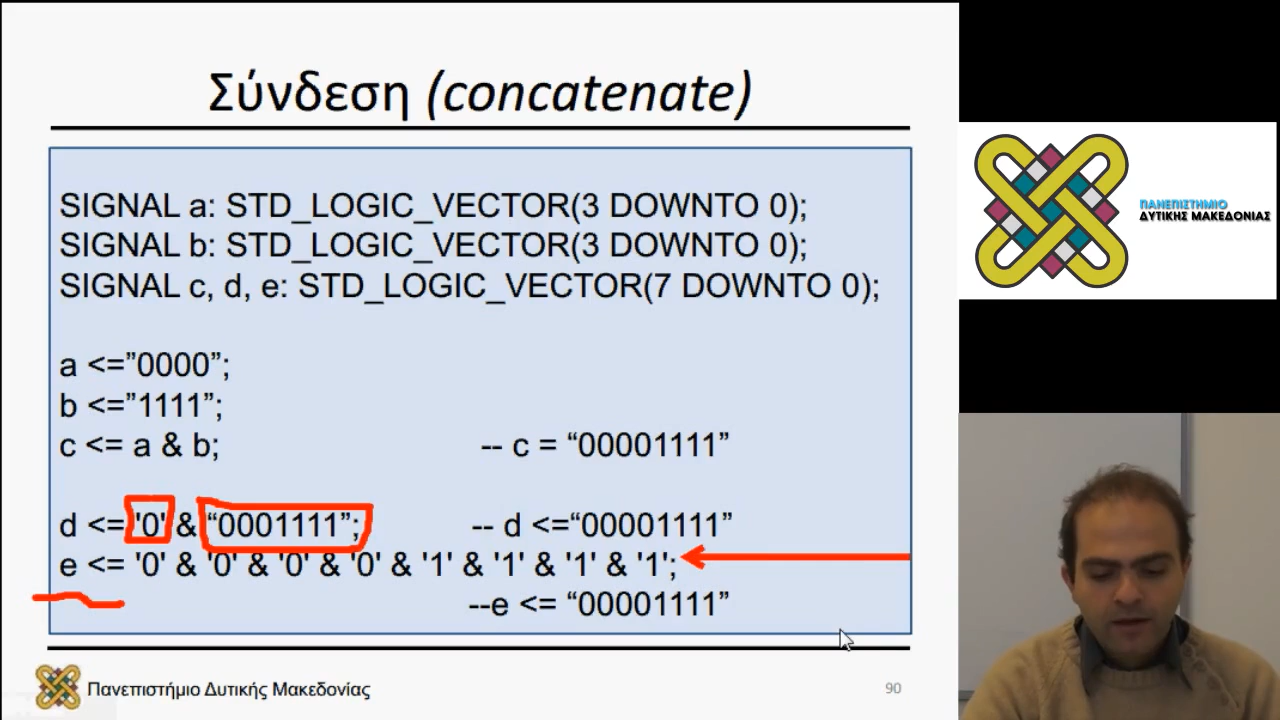 Σύνδεση (concatenate)
SIGNAL a: STD_LOGIC_VECTOR(3 DOWNTO 0);
SIGNAL b: STD_LOGIC_VECTOR(3 DOWNTO 0);
SIGNAL c, d, e: STD_LOGIC_VECTOR(7 DOWNTO 0);
a <=”0000”;
b <=”1111”;
c <= a & b; -- c = “00001111”
d <= '0' & “0001111”; -- d <=“00001111”
e <= '0' & '0' & '0' & '0' & '1' & '1' & '1' & '1';
--e <= “00001111”
Πανεπιστήμιο Δυτικής Μακεδονίας
90
ΠΑΝΕΠΙΣΤΗΜΙΟ
ΔΥΤΙΚΗΣ ΜΑΚΕΔΟΝΙΑΣ